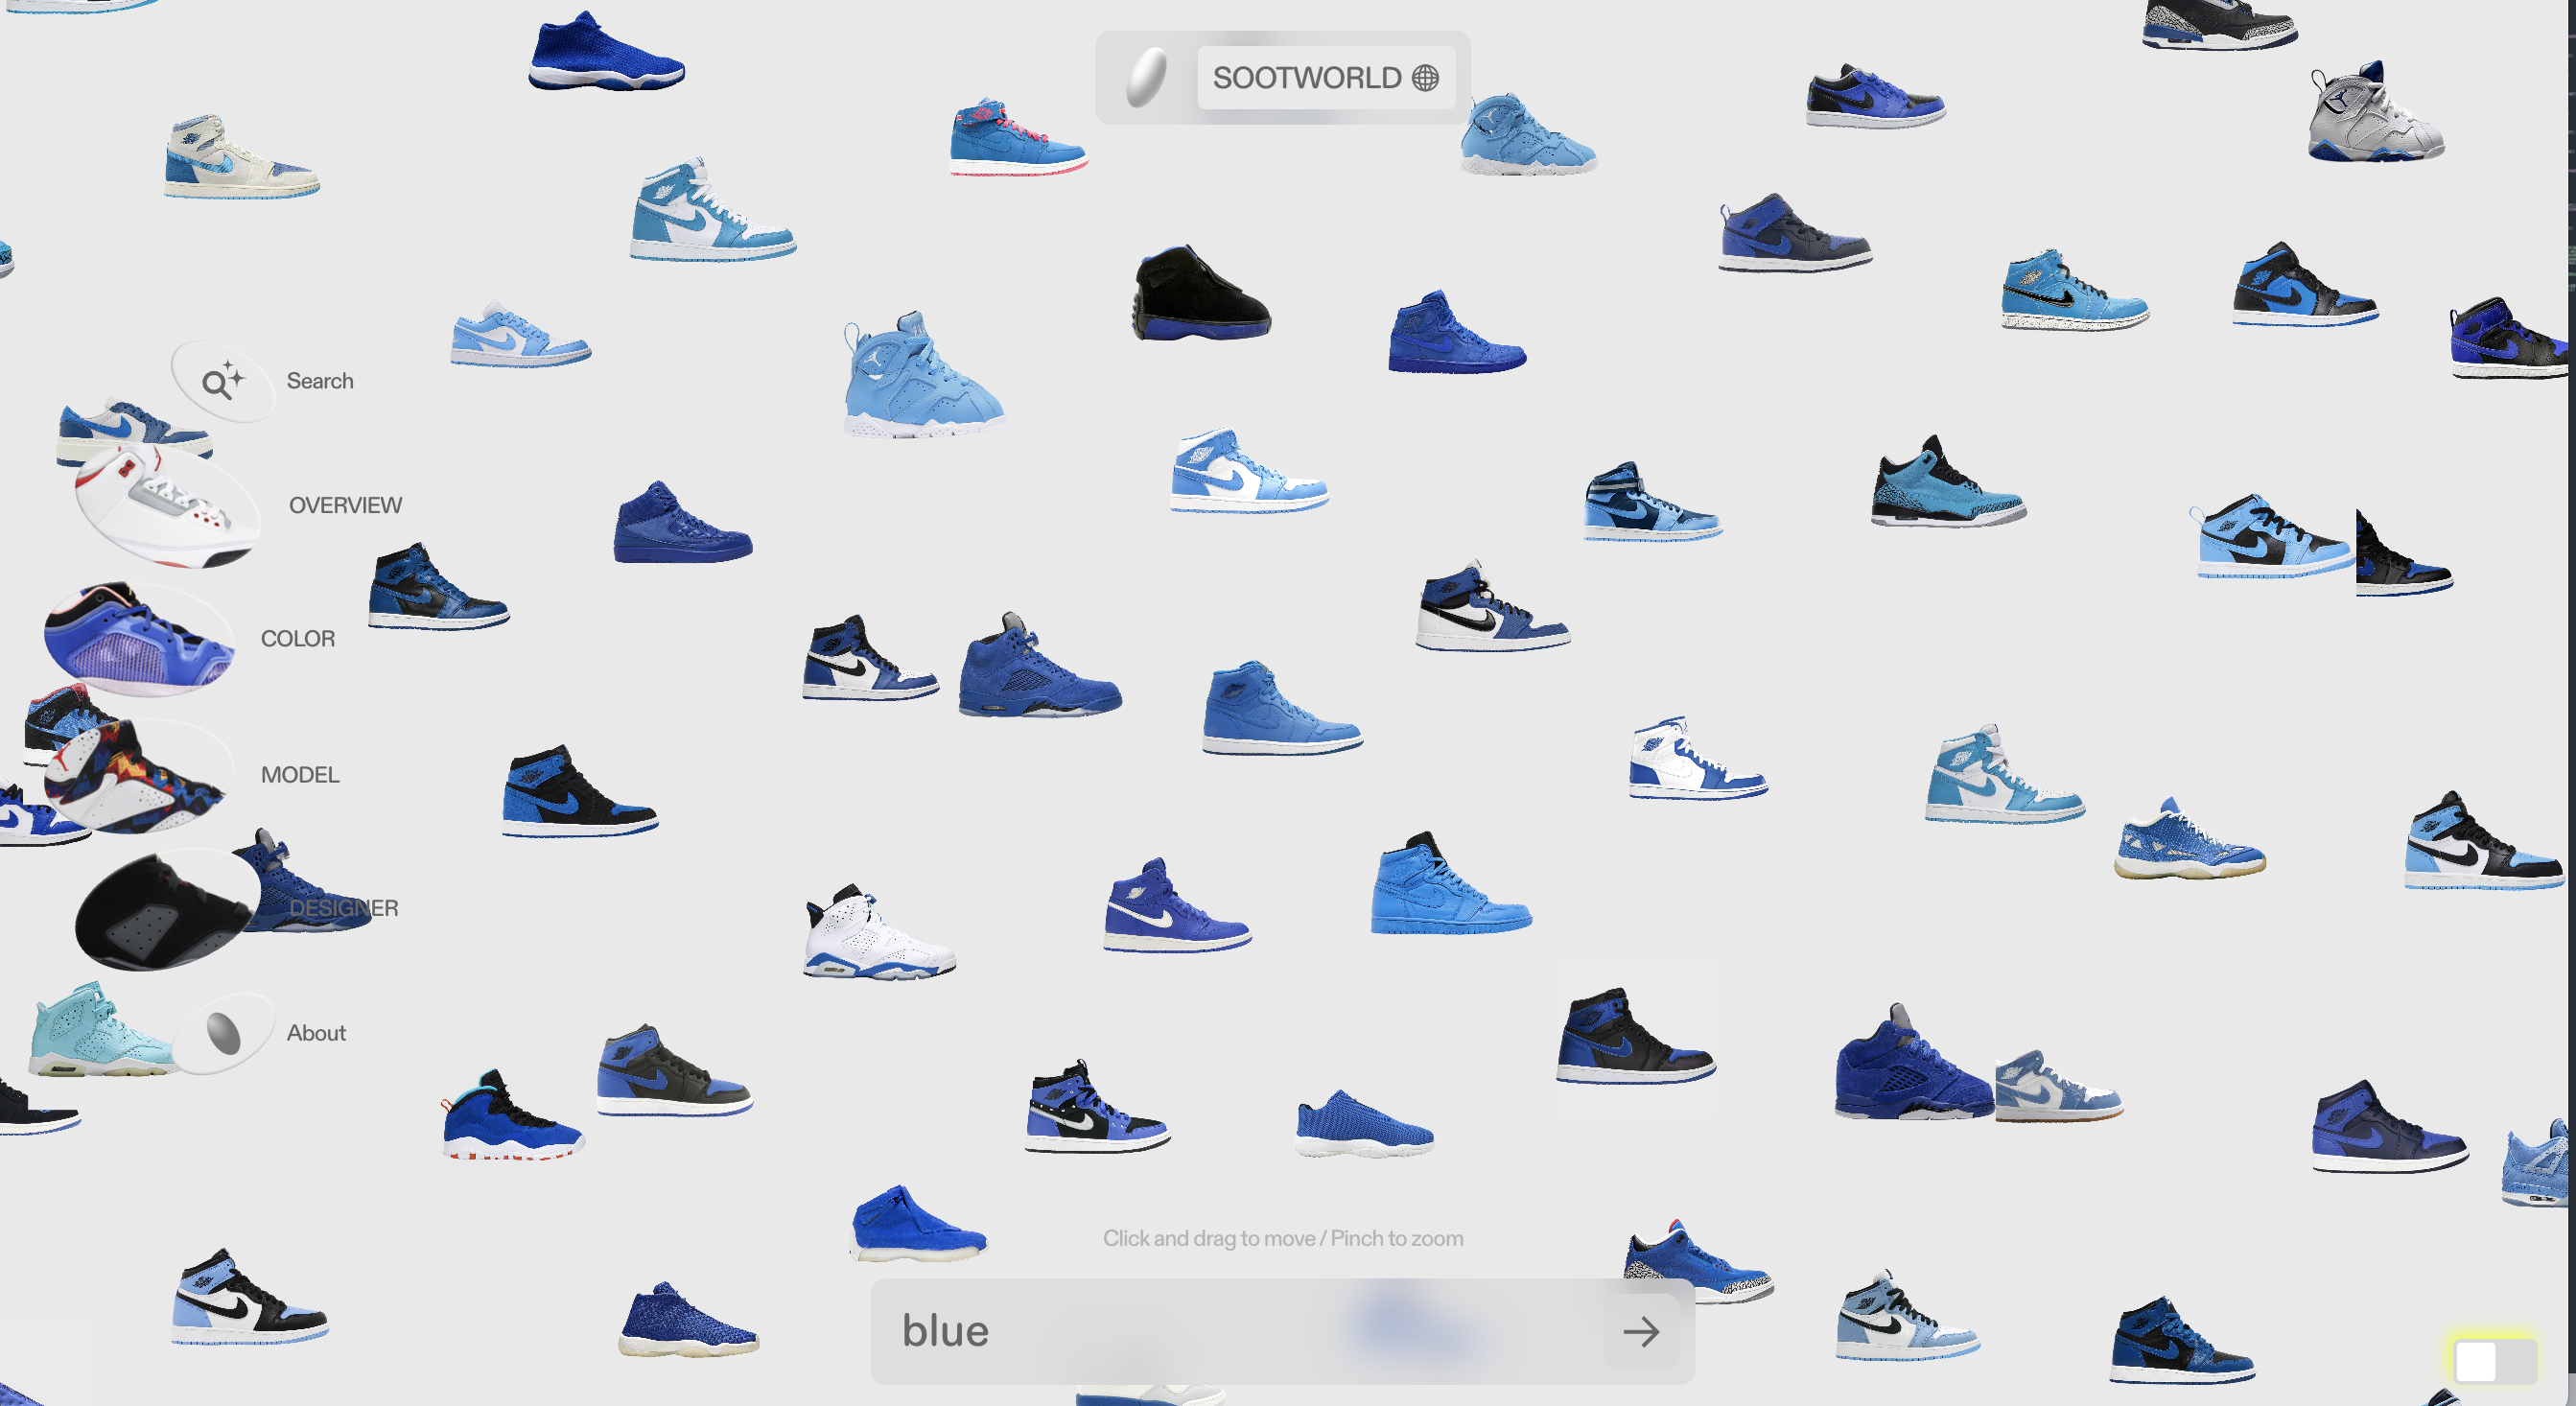 SOOTWORLD
Search
OVERVIEW
COLOR
MODEL
DESIGNER
About
Click and drag to move / Pinch to zoom
blue